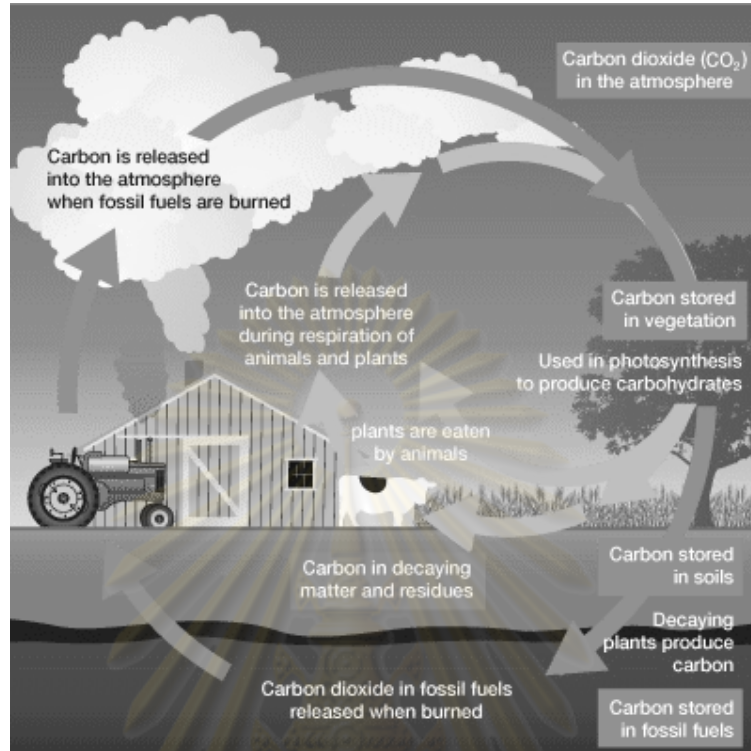 Carbon dioxide (CO₂)
in the atmosphere
Carbon is released
into the atmosphere
when fossil fuels are burned
Carbon is released
into the atmosphere
during respiration of
animals and plants
Carbon stored
in vegetation
Used in photosynthesis
to produce carbohydrates
plants are eaten
by animals
Carbon in decaying
matter and residues
Carbon stored
in soils
Decaying
plants produce
carbon
Carbon dioxide in fossil fuels
released when burned
Carbon stored
in fossil fuels